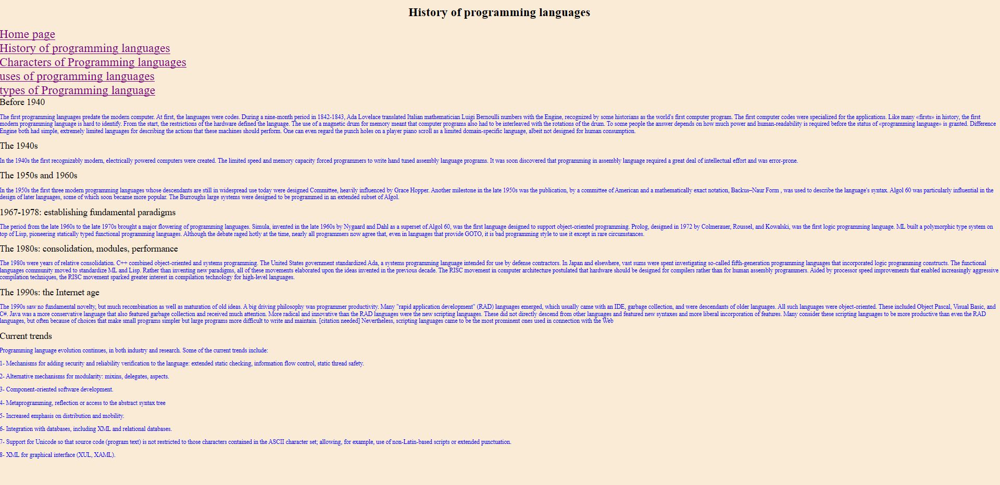 History of programming languages
Home page
History of programming languages
Characters of Programming languages
uses of programming languages
types of Programming language
Before 1940
The first programming languages predate the modern computer. At first, the languages were codes. During a nine-month period in 1842-1843, Ada Lovelace translated Italian mathematician Luigi Bernoulli numbers with the Engine, recognized by some historians as the world's first computer program. The first computer codes were specialized for the applications. Like many «firsts» in history, the first
modern programming language is hard to identify. From the start, the restrictions of the hardware defined the language. The use of a magnetic drum for memory meant that computer programs also had to be interleaved with the rotations of the drum. To some people the answer depends on how much power and human-readability is required before the status of «programming language» is granted. Difference
Engine both had simple, extremely limited languages for describing the actions that these machines should perform. One can even regard the punch holes on a player piano scroll as a limited domain-specific language, albeit not designed for human consumption.
The 1940s
In the 1940s the first recognizably modern, electrically powered computers were created. The limited speed and memory capacity forced programmers to write hand tuned assembly language programs. It was soon discovered that programming in assembly language required a great deal of intellectual effort and was error-prone.
The 1950s and 1960s
In the 1950s the first three modern programming languages whose descendants are still in widespread use today were designed Committee, heavily influenced by Grace Hopper. Another milestone in the late 1950s was the publication, by a committee of American and a mathematically exact notation, Backus–Naur Form , was used to describe the language's syntax. Algol 60 was particularly influential in the
design of later languages, some of which soon became more popular. The Burroughs large systems were designed to be programmed in an extended subset of Algol.
1967-1978: establishing fundamental paradigms
The period from the late 1960s to the late 1970s brought a major flowering of programming languages. Simula, invented in the late 1960s by Nygaard and Dahl as a superset of Algol 60, was the first language designed to support object-oriented programming. Prolog, designed in 1972 by Colmerauer, Roussel, and Kowalski, was the first logic programming language. ML built a polymorphic type system on
top of Lisp, pioneering statically typed functional programming languages. Although the debate raged hotly at the time, nearly all programmers now agree that, even in languages that provide GOTO, it is bad programming style to use it except in rare circumstances.
The 1980s: consolidation, modules, performance
The 1980s were years of relative consolidation. C++ combined object-oriented and systems programming. The United States government standardized Ada, a systems programming language intended for use by defense contractors. In Japan and elsewhere, vast sums were spent investigating so-called fifth-generation programming languages that incorporated logic programming constructs. The functional
languages community moved to standardize ML and Lisp. Rather than inventing new paradigms, all of these movements elaborated upon the ideas invented in the previous decade. The RISC movement in computer architecture postulated that hardware should be designed for compilers rather than for human assembly programmers. Aided by processor speed improvements that enabled increasingly aggressive
compilation techniques, the RISC movement sparked greater interest in compilation technology for high-level languages.
The 1990s: the Internet age
The 1990s saw no fundamental novelty, but much recombination as well as maturation of old ideas. A big driving philosophy was programmer productivity. Many "rapid application development" (RAD) languages emerged, which usually came with an IDE, garbage collection, and were descendants of older languages. All such languages were object-oriented. These included Object Pascal, Visual Basic, and
C#. Java was a more conservative language that also featured garbage collection and received much attention. More radical and innovative than the RAD languages were the new scripting languages. These did not directly descend from other languages and featured new syntaxes and more liberal incorporation of features. Many consider these scripting languages to be more productive than even the RAD
languages, but often because of choices that make small programs simpler but large programs more difficult to write and maintain. [citation needed] Nevertheless, scripting languages came to be the most prominent ones used in connection with the Web
Current trends
Programming language evolution continues, in both industry and research. Some of the current trends include:
1- Mechanisms for adding security and reliability verification to the language: extended static checking, information flow control, static thread safety.
2- Alternative mechanisms for modularity: mixins, delegates, aspects.
3- Component-oriented software development.
4- Metaprogramming, reflection or access to the abstract syntax tree
5- Increased emphasis on distribution and mobility.
6- Integration with databases, including XML and relational databases.
7- Support for Unicode so that source code (program text) is not restricted to those characters contained in the ASCII character set; allowing, for example, use of non-Latin-based scripts or extended punctuation.
8- XML for graphical interface (XUL, XAML).